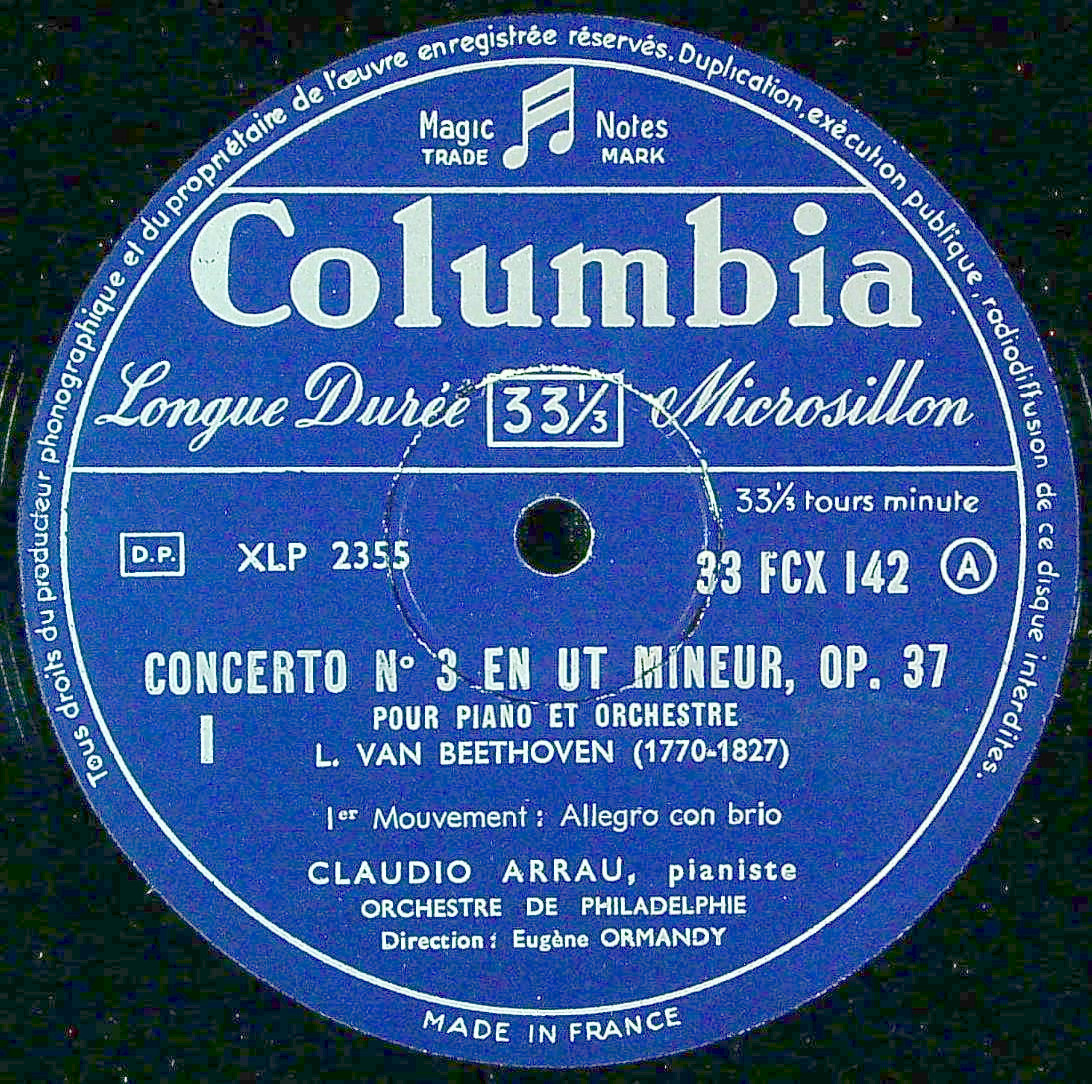 Tous droits du producteur phonographique et du propriétaire de l'œuvre enregistrée réservés. Duplication, exécution publique, radiodiffusion de ce disque interdites.
Magic Notes
TRADE MARK
Columbia
Longue Durée 33⅓ Microsillon
33⅓ tours minute
D.P. XLP 2355 33 FCX 142 A
CONCERTO Nº 3 EN UT MINEUR, OP. 37
I POUR PIANO ET ORCHESTRE
L. VAN BEETHOVEN (1770-1827)
Iᵉʳ Mouvement : Allegro con brio
CLAUDIO ARRAU, pianiste
ORCHESTRE DE PHILADELPHIE
Direction : Eugène ORMANDY
MADE IN FRANCE